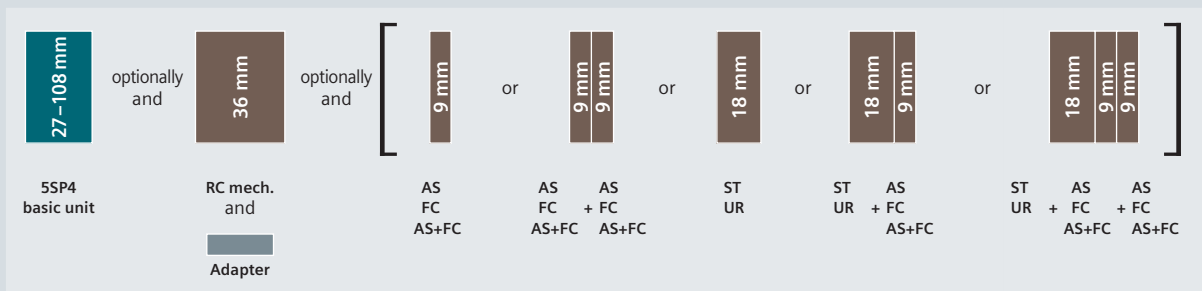 27–108 mm
optionally
and
36 mm
optionally
and
9 mm
or
9 mm 9 mm
or
18 mm
or
18 mm 9 mm
or
18 mm 9 mm 9 mm
5SP4
basic unit
RC mech.
and
Adapter
AS
FC
AS+FC
AS AS
FC + FC
AS+FC AS+FC
ST
UR
ST AS
UR + FC
AS+FC
ST AS AS
UR + FC + FC
AS+FC AS+FC